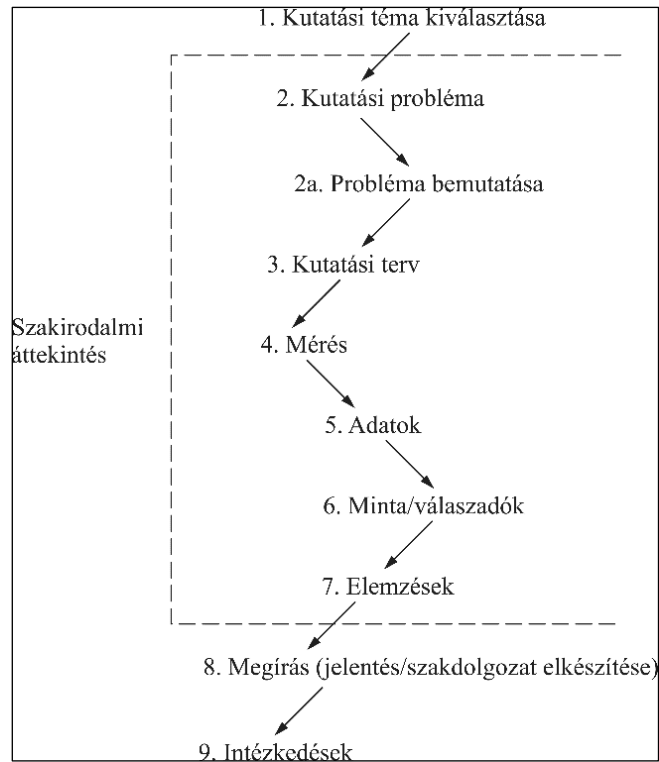 1. Kutatási téma kiválasztása
2. Kutatási probléma
2a. Probléma bemutatása
3. Kutatási terv
Szakirodalmi
áttekintés
4. Mérés
5. Adatok
6. Minta/válaszadók
7. Elemzések
8. Megírás (jelentés/szakdolgozat elkészítése)
9. Intézkedések